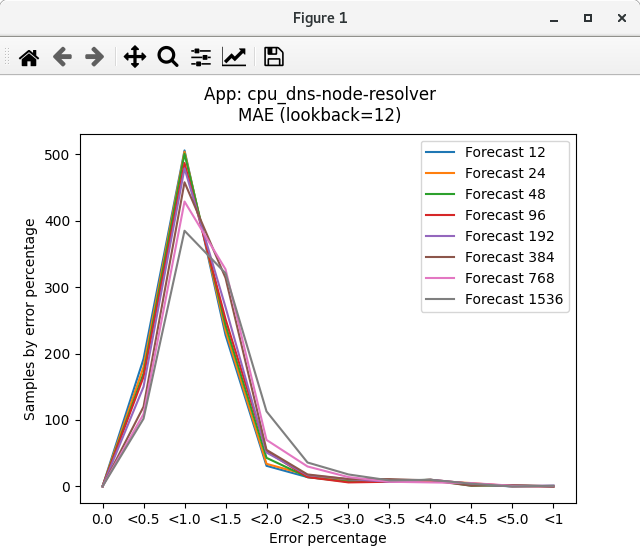 Figure 1
App: cpu_dns-node-resolver
MAE (lookback=12)
Samples by error percentage
500
400
300
200
100
0
Forecast 12
Forecast 24
Forecast 48
Forecast 96
Forecast 192
Forecast 384
Forecast 768
Forecast 1536
0.0 <0.5 <1.0 <1.5 <2.0 <2.5 <3.0 <3.5 <4.0 <4.5 <5.0 <1
Error percentage